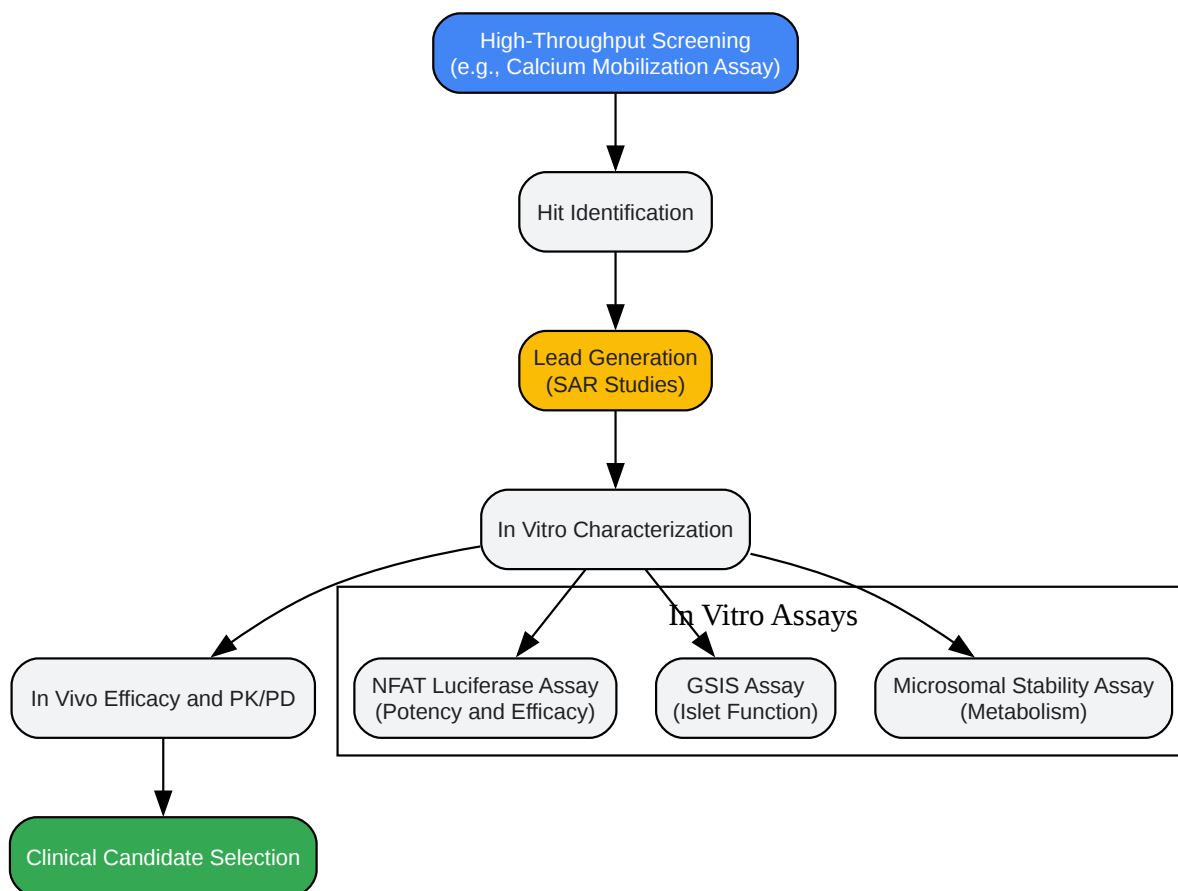 High-Throughput Screening
(e.g., Calcium Mobilization Assay)
Hit Identification
Lead Generation
(SAR Studies)
In Vitro Characterization
In Vitro Assays
In Vivo Efficacy and PK/PD
NFAT Luciferase Assay
(Potency and Efficacy)
GSIS Assay
(Islet Function)
Microsomal Stability Assay
(Metabolism)
Clinical Candidate Selection